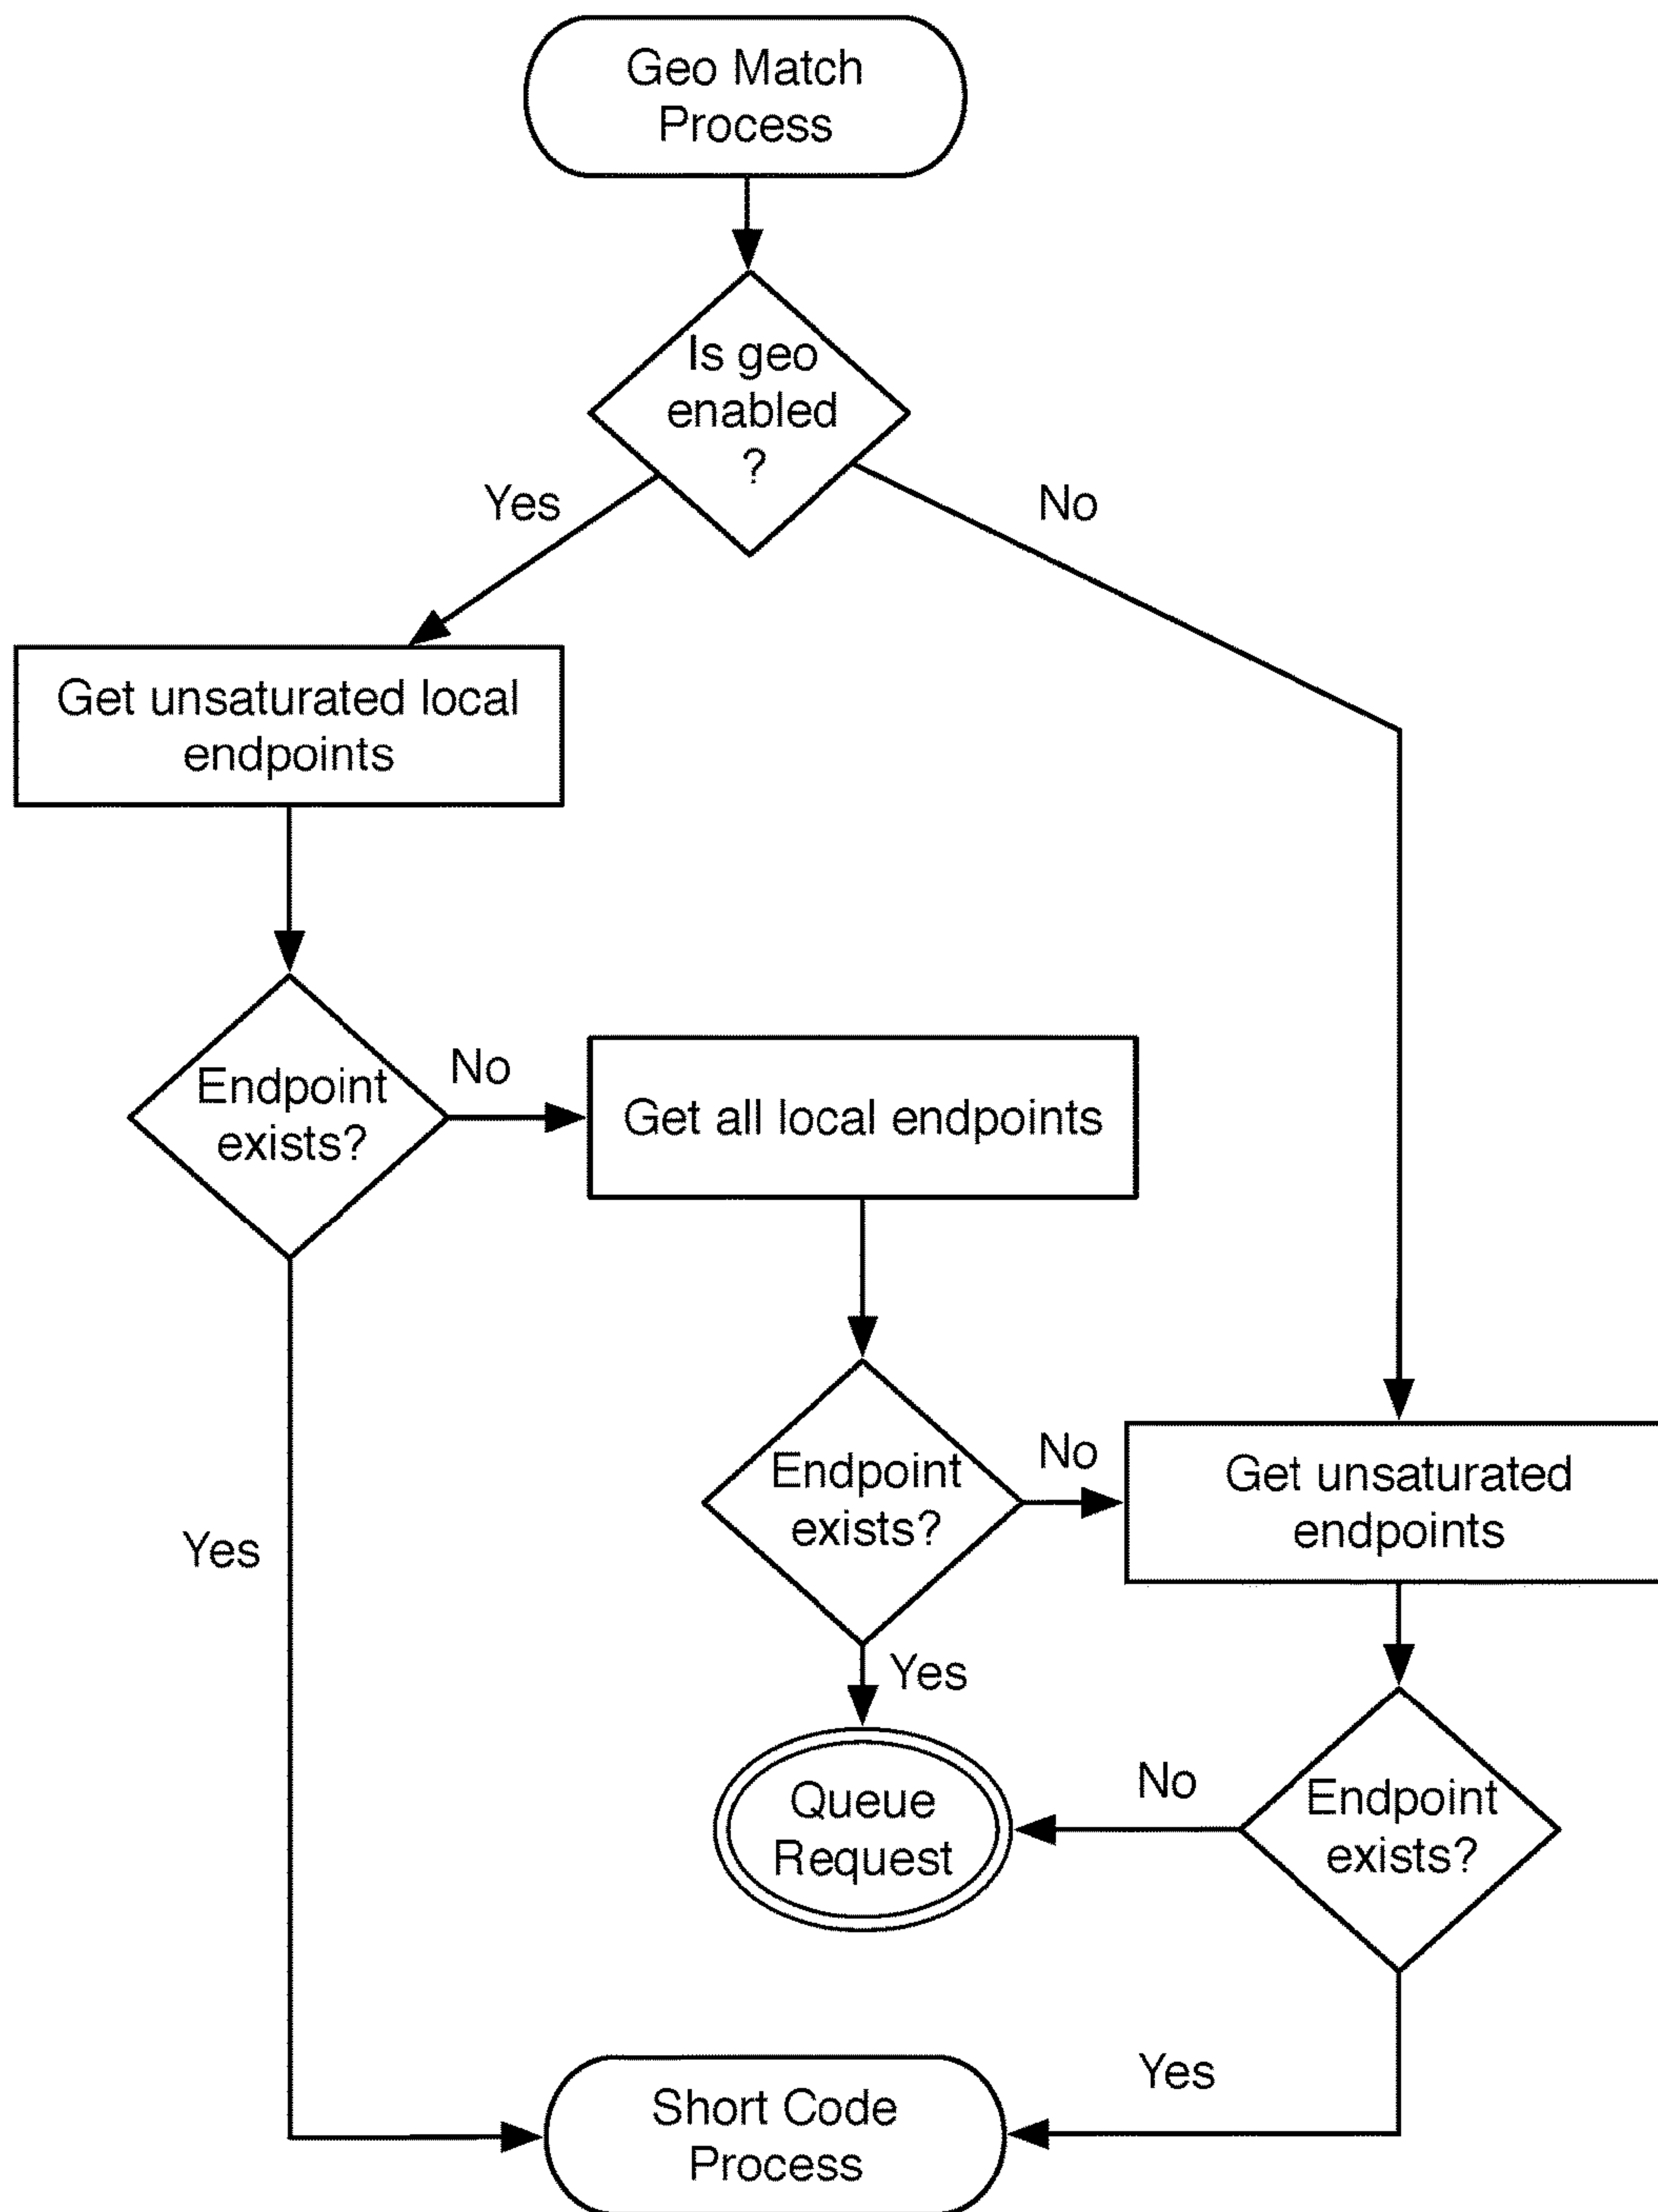 Geo Match
Process
Is geo
enabled
?
Yes
No
Get unsaturated local
endpoints
Endpoint
exists?
No
Get all local endpoints
Endpoint
exists?
No
Get unsaturated
endpoints
Yes
Yes
Queue
Request
No
Endpoint
exists?
Yes
Short Code
Process